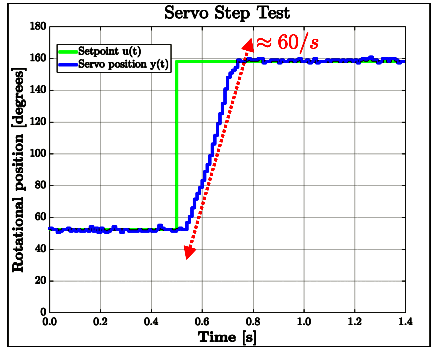 Servo Step Test
180
160
140
120
100
80
60
40
20
0
Rotational position [degrees]
Setpoint u(t)
Servo position y(t)
≈ 60/s
0.0 0.2 0.4 0.6 0.8 1.0 1.2 1.4
Time [s]